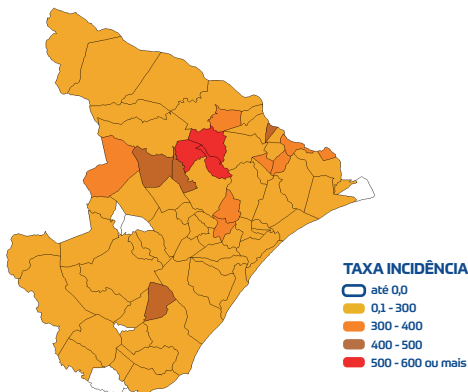 TAXA INCIDÊNCIA
até 0,0
0,1 - 300
300 - 400
400 - 500
500 - 600 ou mais